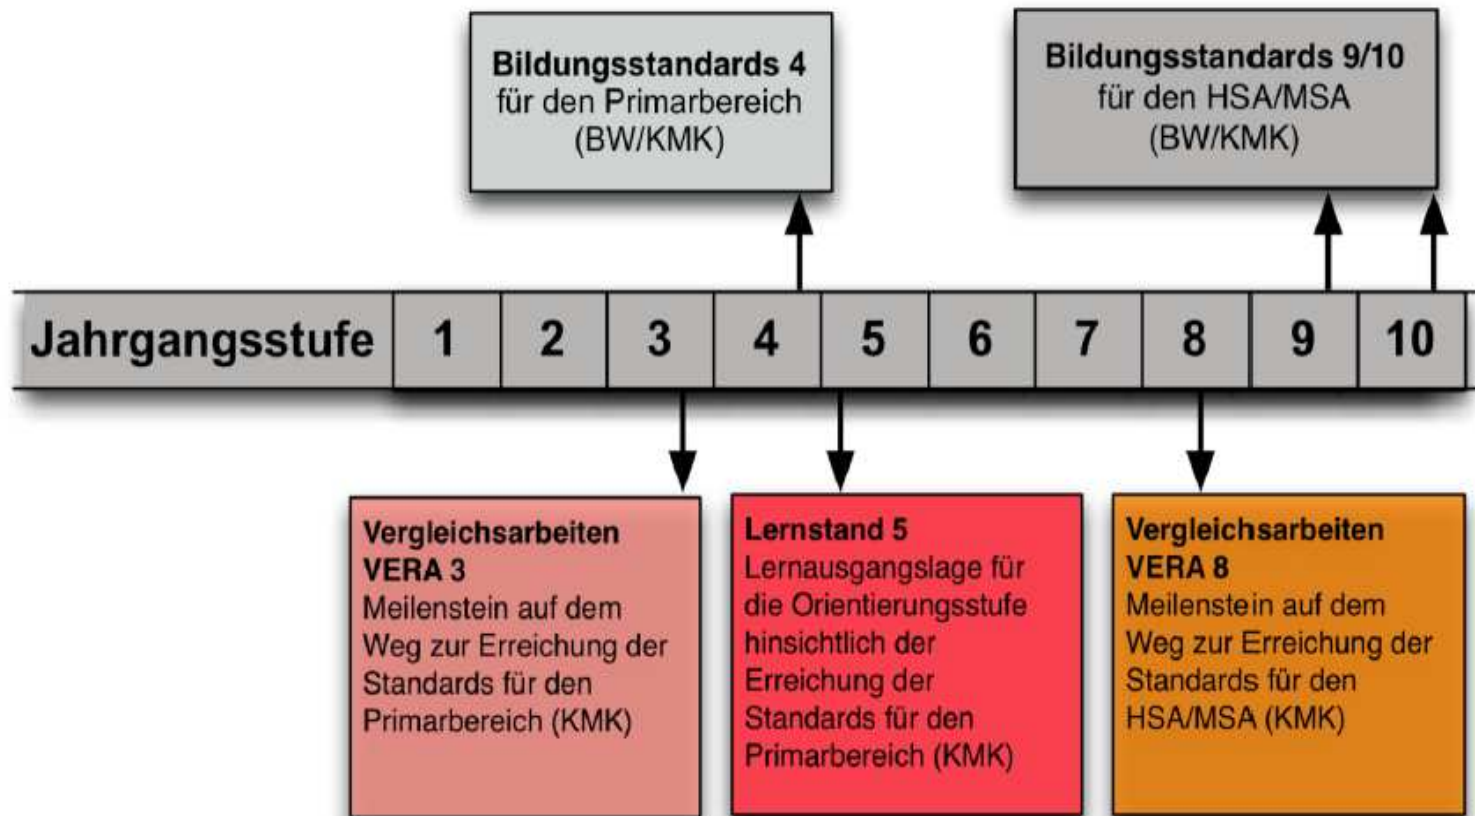 Bildungsstandards 4
für den Primarbereich
(BW/KMK)
Bildungsstandards 9/10
für den HSA/MSA
(BW/KMK)
Jahrgangsstufe 1 2 3 4 5 6 7 8 9 10
Vergleichsarbeiten
VERA 3
Meilenstein auf dem
Weg zur Erreichung der
Standards für den
Primarbereich (KMK)
Lernstand 5
Lernausgangslage für
die Orientierungsstufe
hinsichtlich der
Erreichung der
Standards für den
Primarbereich (KMK)
Vergleichsarbeiten
VERA 8
Meilenstein auf dem
Weg zur Erreichung der
Standards für den
HSA/MSA (KMK)